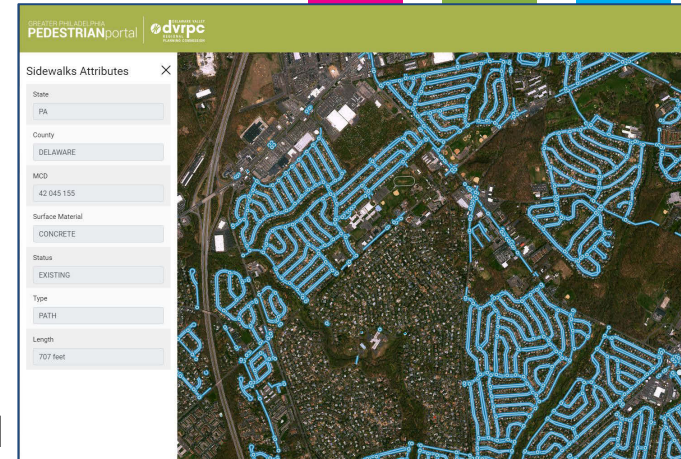 GREATER PHILADELPHIA
PEDESTRIANportal
DELAWARE VALLEY
dvrpc
REGIONAL
PLANNING COMMISSION
Sidewalks Attributes
State
PA
County
DELAWARE
MCD
42 045 155
Surface Material
CONCRETE
Status
EXISTING
Type
PATH
Length
707 feet